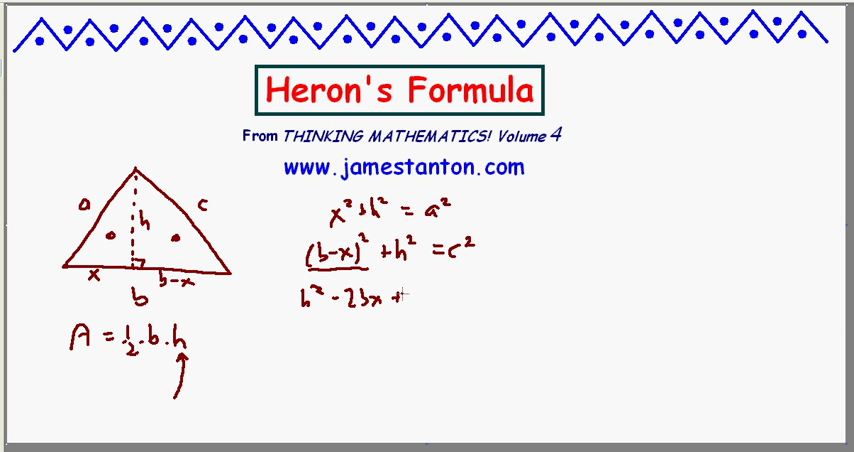 Heron's Formula
From THINKING MATHEMATICS! Volume 4
www.jamestanton.com
a
h
c
x
b-x
b
A = 1/2 · b · h
x² + h² = a²
(b-x)² + h² = c²
b² - 2bx +